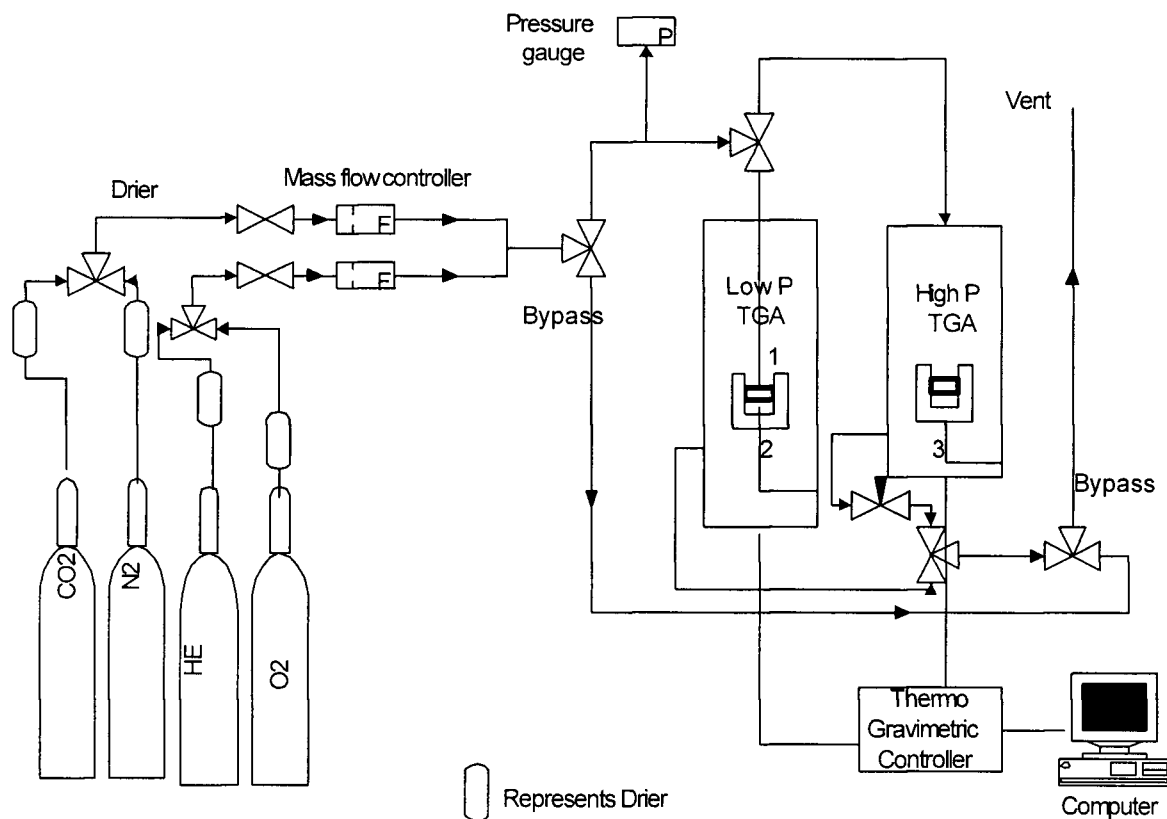 Pressure
gauge
P
Vent
Drier
Mass flow controller
F
F
Bypass
Low P
TGA
High P
TGA
1
2
3
Bypass
CO2
N2
HE
O2
Thermo
Gravimetric
Controller
Represents Drier
Computer